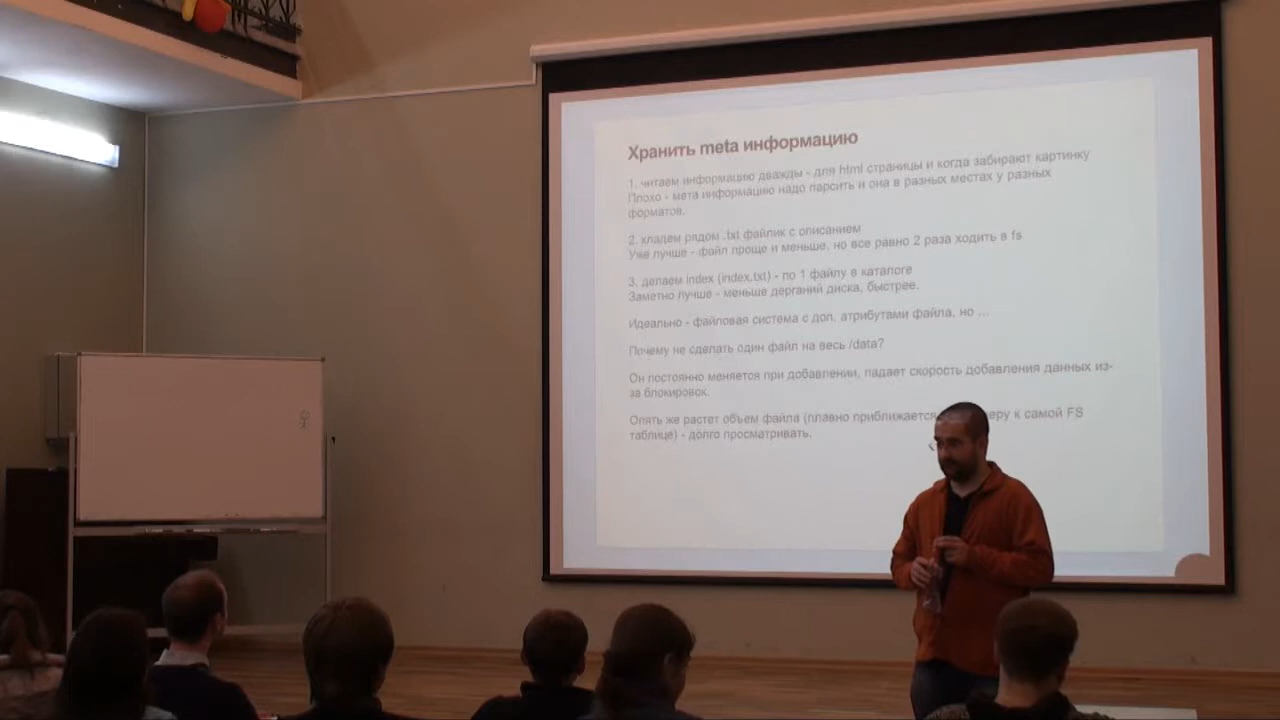 Хранить meta информацию
1. читаем информацию дважды - для html страницы и когда забирают картинку
Плохо - мета информацию надо парсить и она в разных местах у разных
форматов.
2. кладем рядом .txt файлик с описанием
Уже лучше - файл проще и меньше, но все равно 2 раза ходить в fs
3. делаем index (index.txt) - по 1 файлу в каталоге
Заметно лучше - меньше дерганий диска, быстрее.
Идеально - файловая система с доп. атрибутами файла, но ...
Почему не сделать один файл на весь /data?
Он постоянно меняется при добавлении, падает скорость добавления данных из-
за блокировок.
Опять же растет объем файла (плавно приближается еру к самой FS
таблице) - долго просматривать.